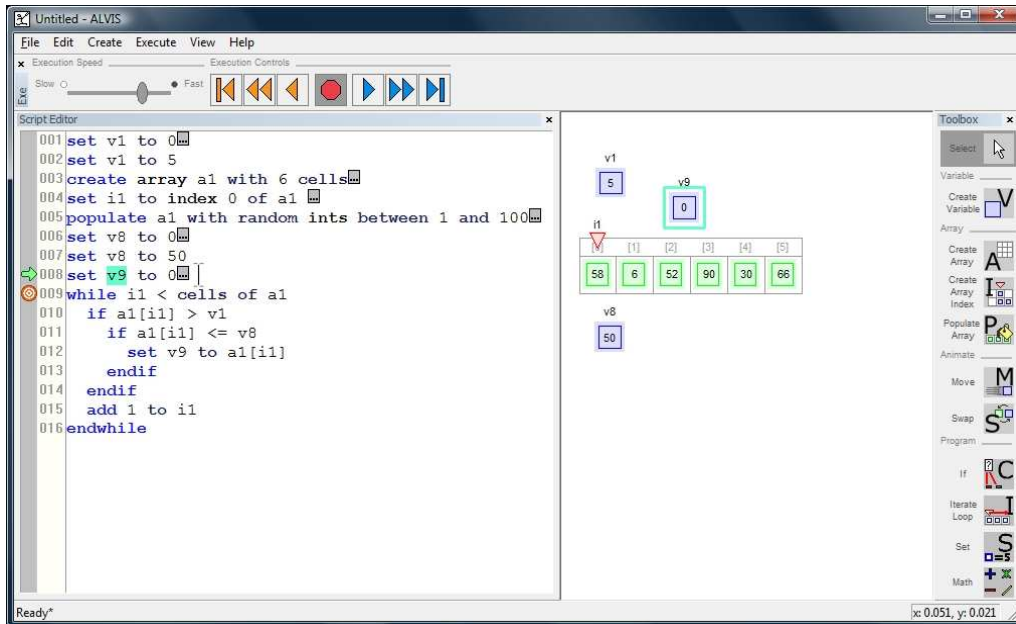 Untitled - ALVIS
File Edit Create Execute View Help
x Execution Speed Execution Controls
Exe
Slow Fast
Script Editor x
001 set v1 to 0...
002 set v1 to 5
003 create array a1 with 6 cells...
004 set i1 to index 0 of a1 ...
005 populate a1 with random ints between 1 and 100...
006 set v8 to 0...
007 set v8 to 50
008 set v9 to 0...
009 while i1 < cells of a1
010 if a1[i1] > v1
011 if a1[i1] <= v8
012 set v9 to a1[i1]
013 endif
014 endif
015 add 1 to i1
016 endwhile
v1
5
v9
0
i1
[1] [2] [3] [4] [5]
58 6 52 90 30 66
v8
50
Toolbox x
Select
Variable
Create
Variable V
Array
Create
Array A
Create
Array
Index I
Populate
Array P
Animate
Move M
Swap S
Program
If ? C
Iterate
Loop I
Set S
=5
Math
Ready*
x: 0.051, y: 0.021